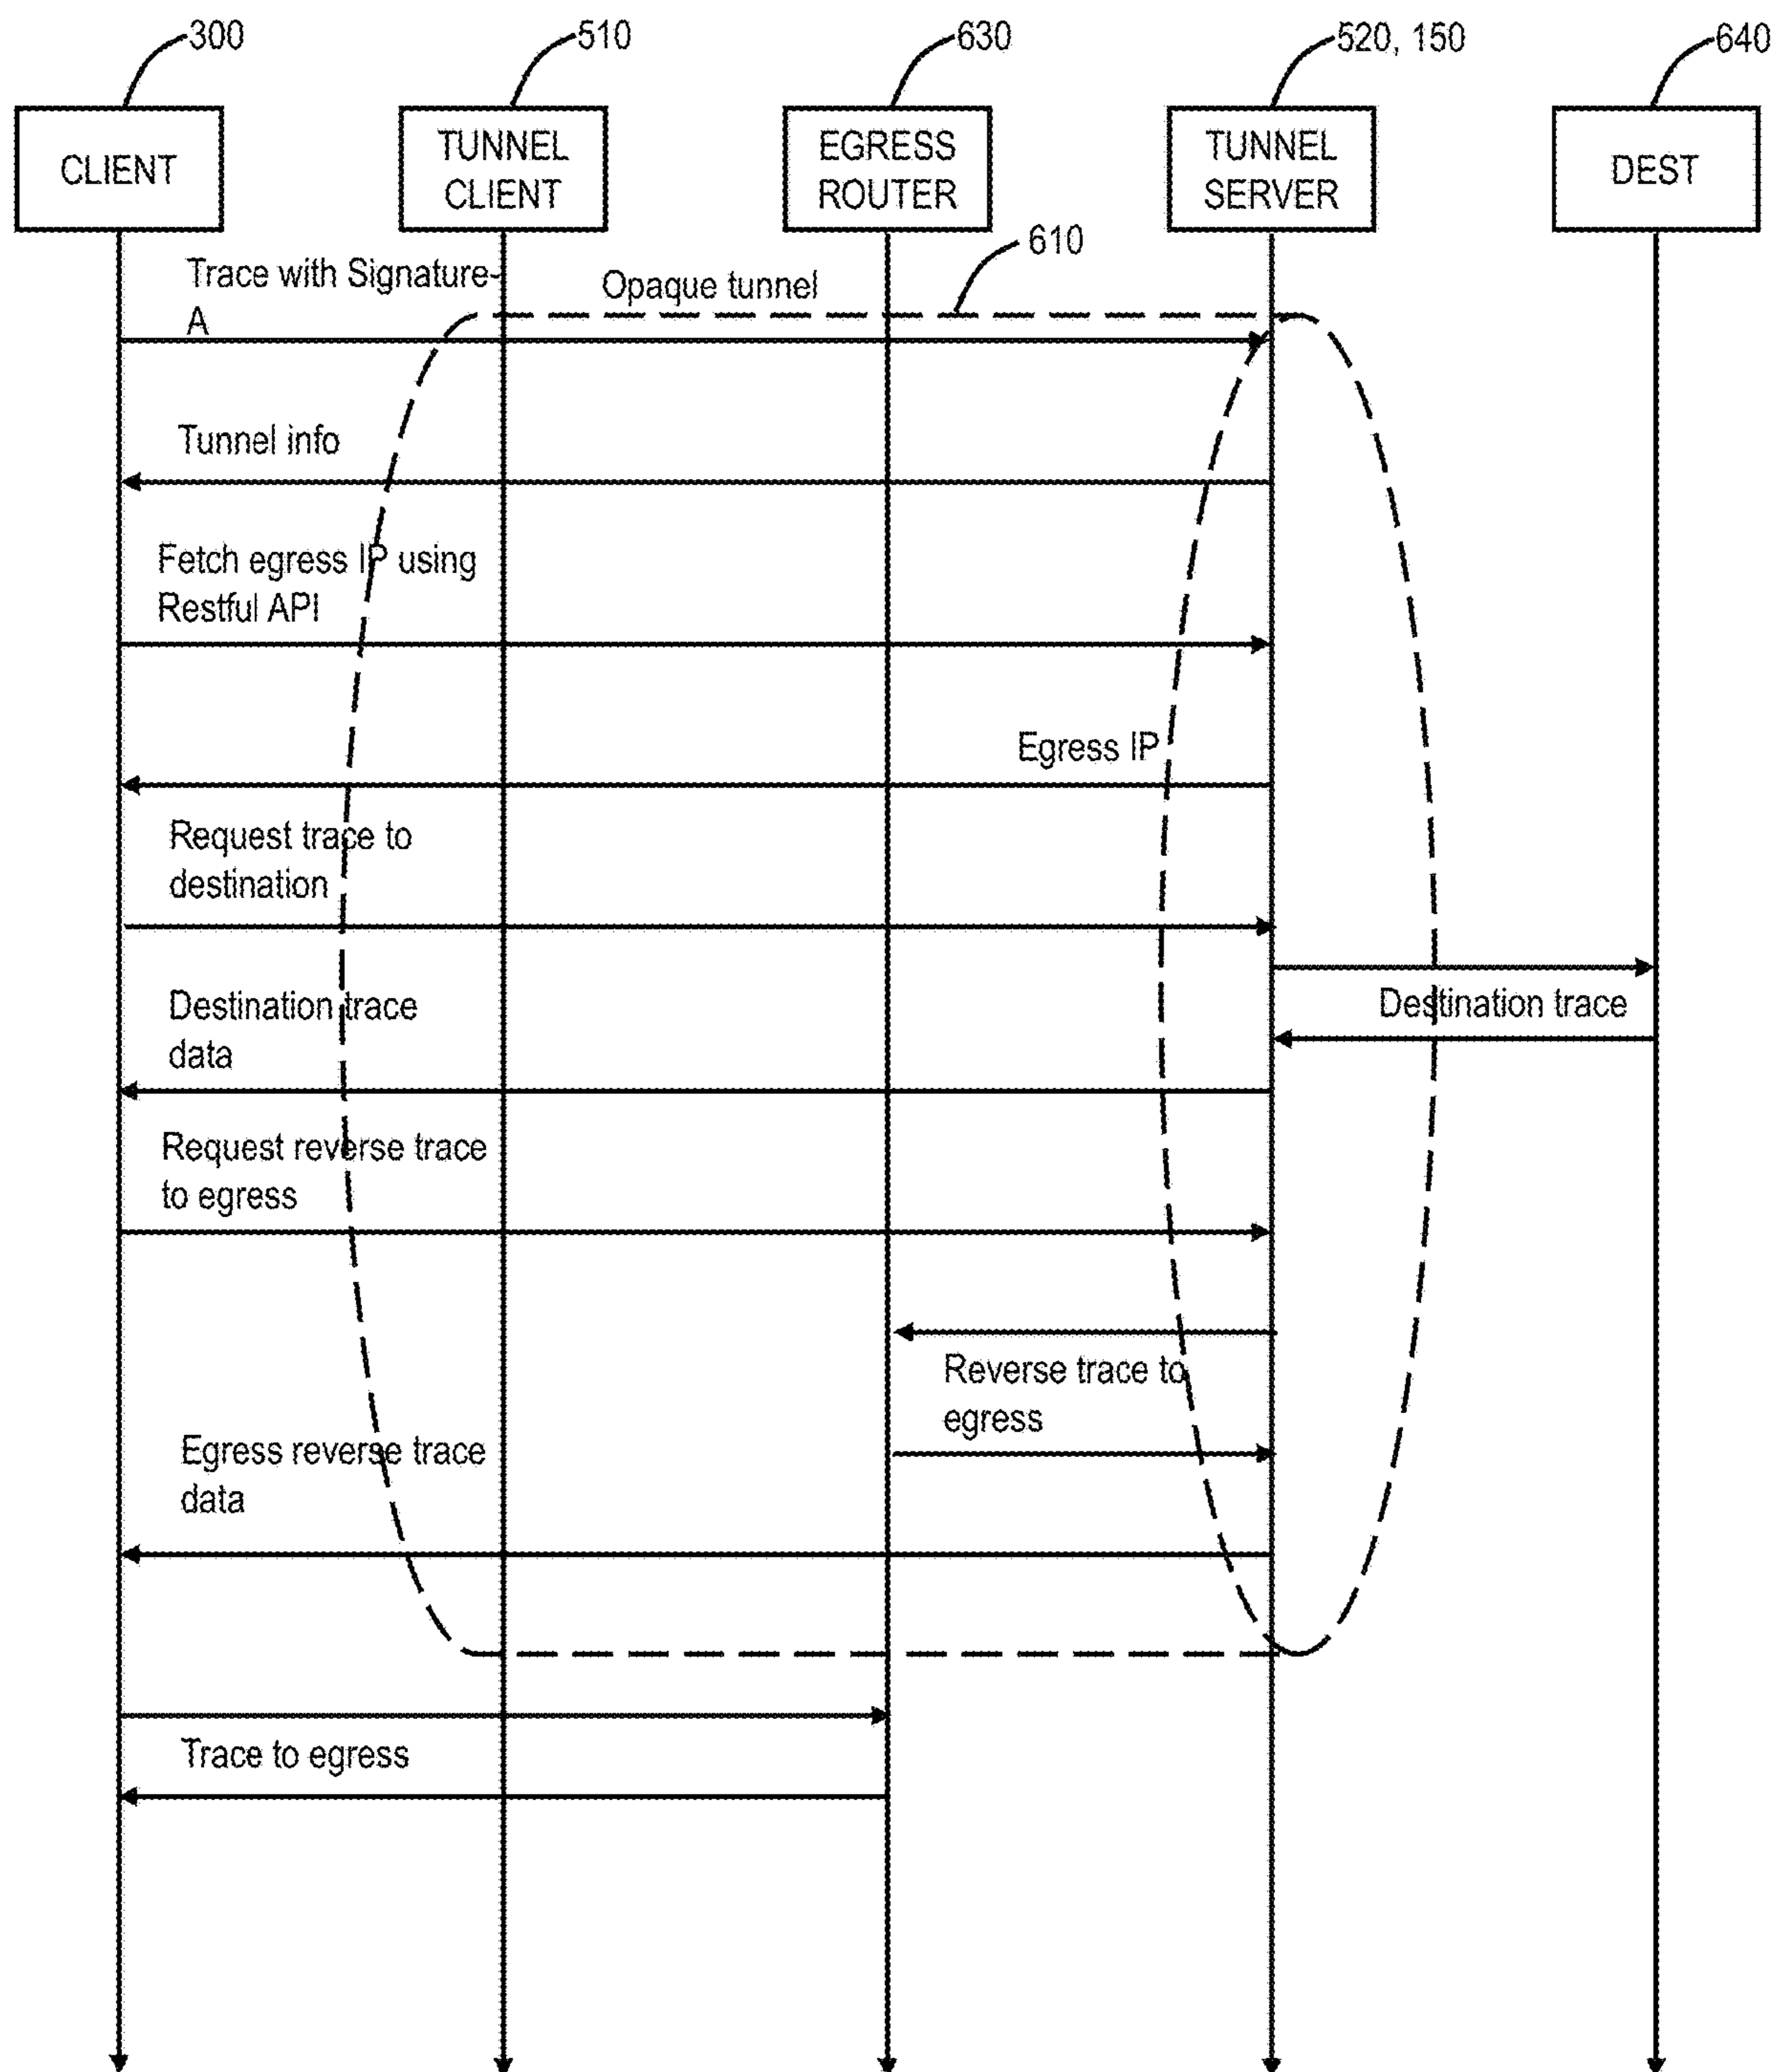 300
510
630
520, 150
640
CLIENT
TUNNEL
CLIENT
EGRESS
ROUTER
TUNNEL
SERVER
DEST
610
Trace with Signature-
A
Opaque tunnel
Tunnel info
Fetch egress IP using
Restful API
Egress IP
Request trace to
destination
Destination trace
data
Destination trace
Request reverse trace
to egress
Reverse trace to
egress
Egress reverse trace
data
Trace to egress